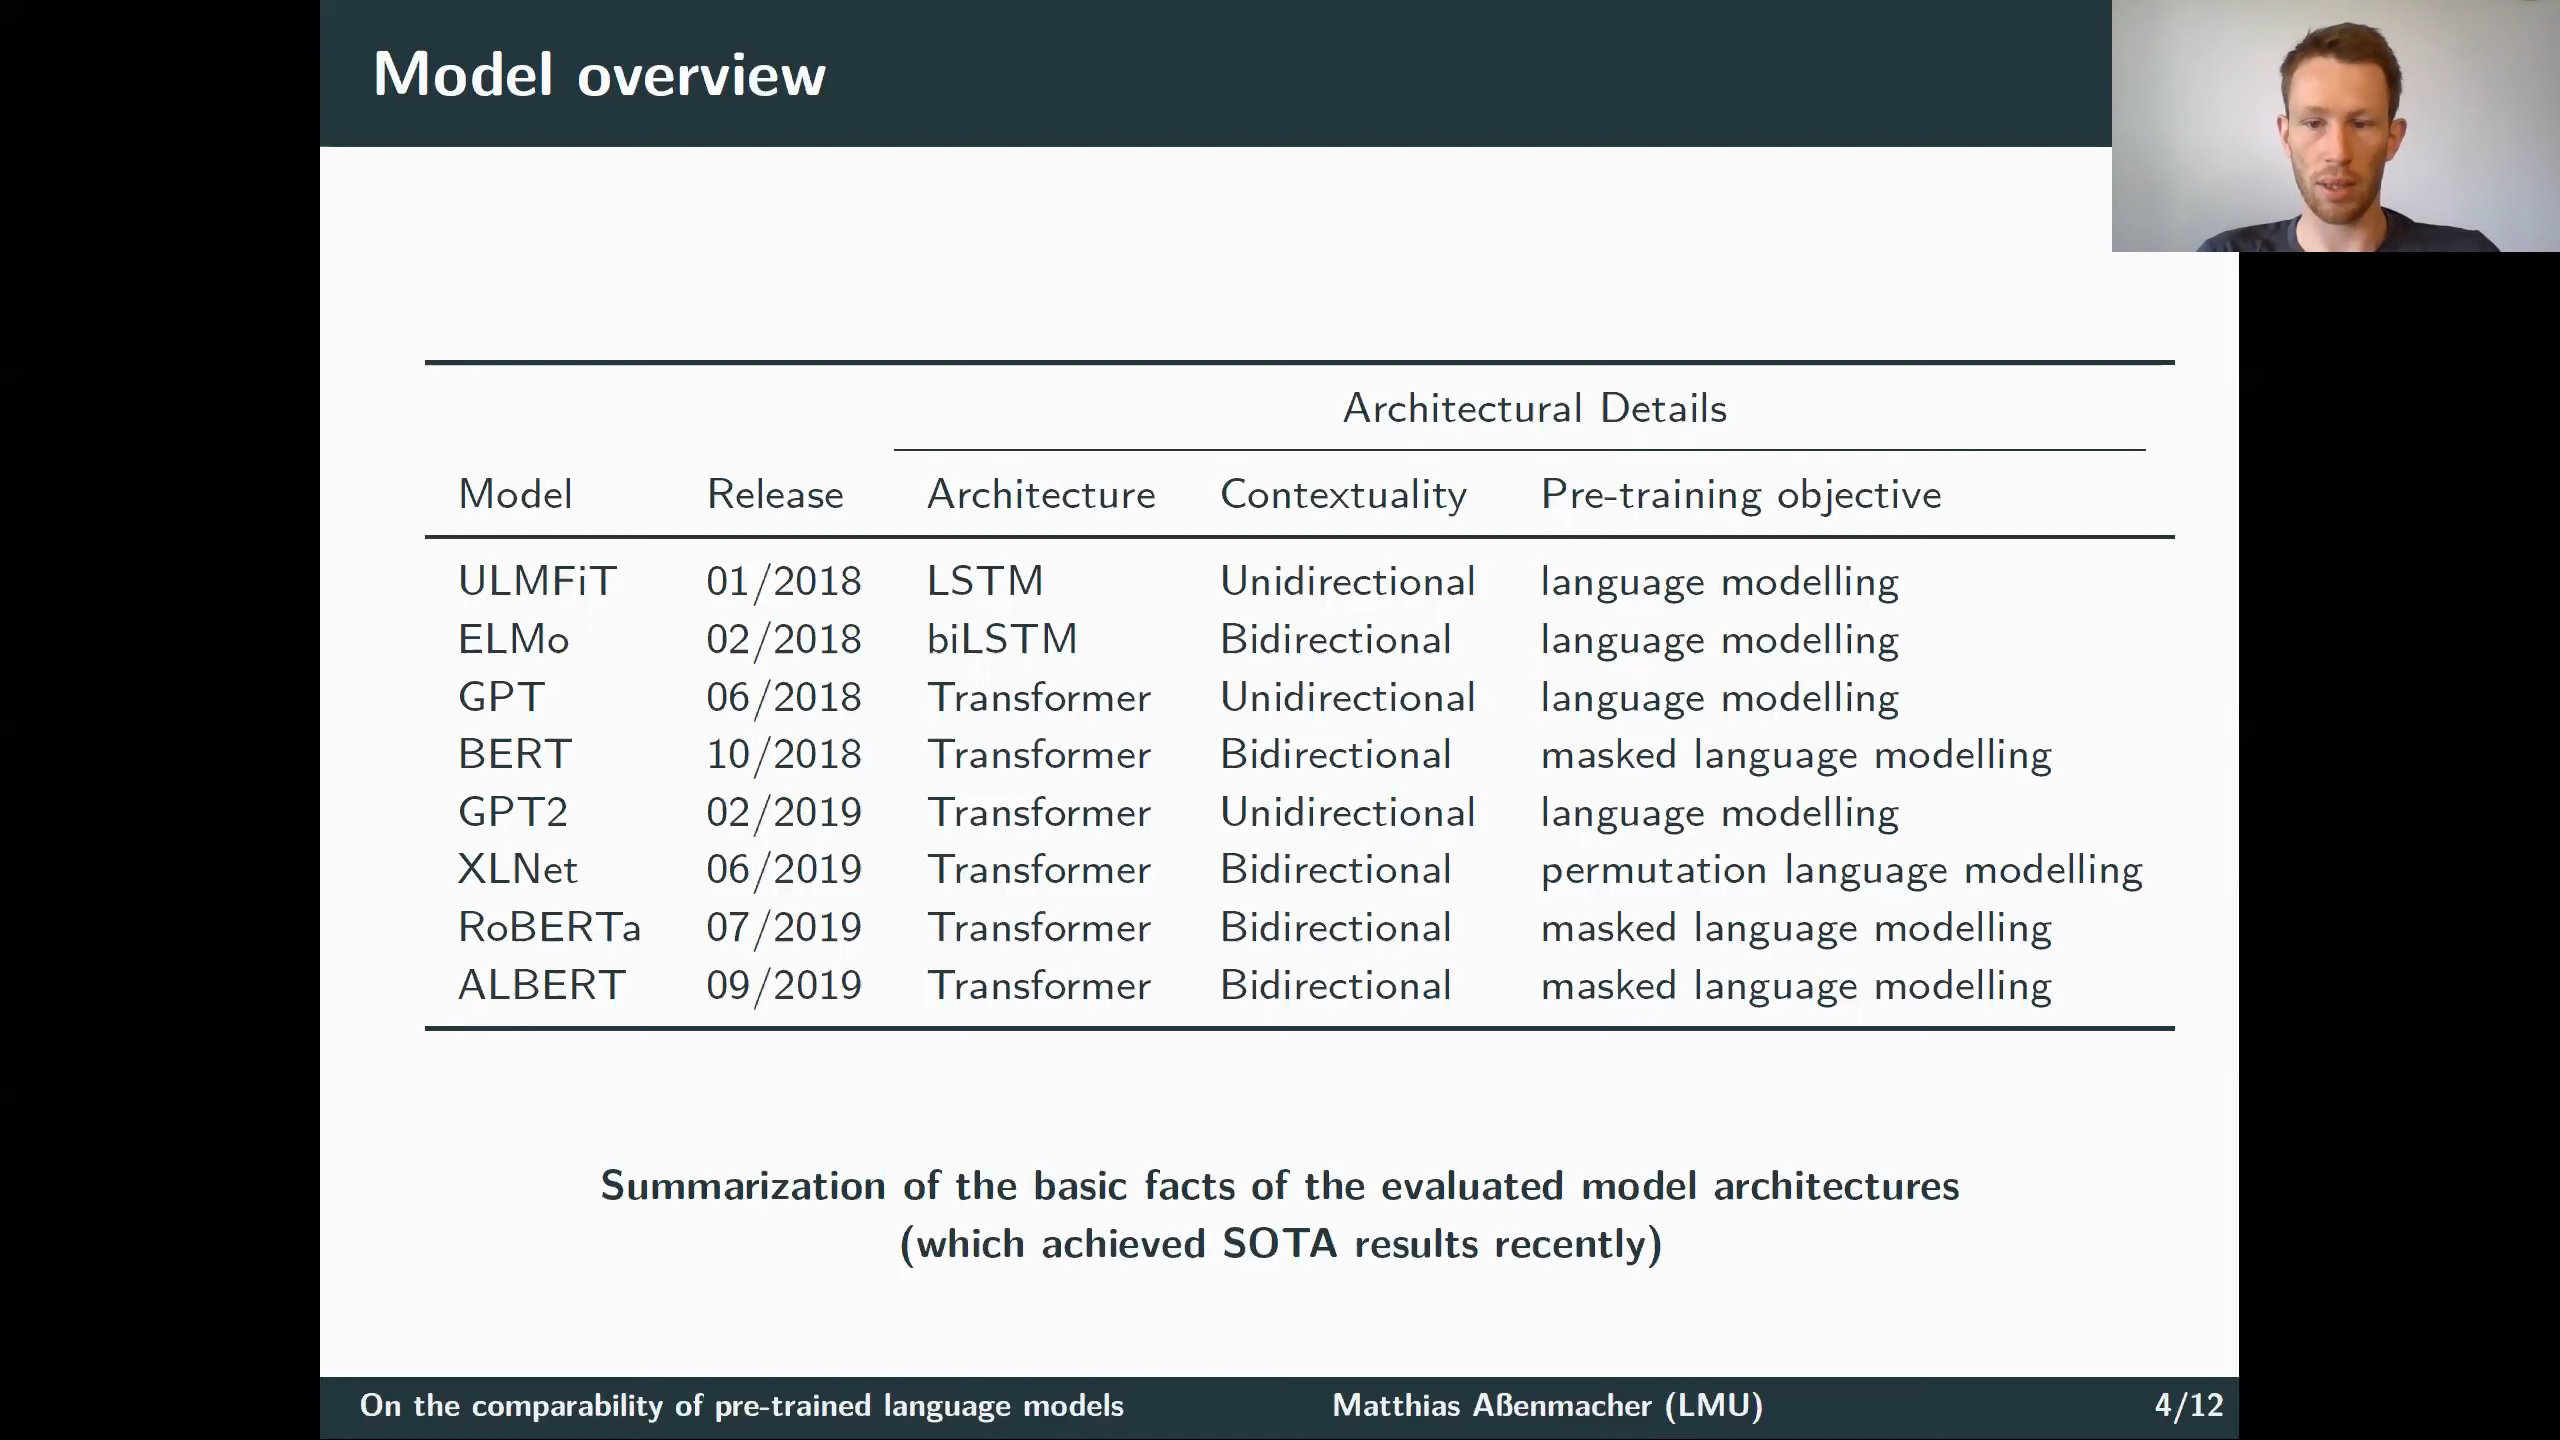 Model overview
Architectural Details
Model Release Architecture Contextuality Pre-training objective
ULMFiT 01/2018 LSTM Unidirectional language modelling
ELMo 02/2018 biLSTM Bidirectional language modelling
GPT 06/2018 Transformer Unidirectional language modelling
BERT 10/2018 Transformer Bidirectional masked language modelling
GPT2 02/2019 Transformer Unidirectional language modelling
XLNet 06/2019 Transformer Bidirectional permutation language modelling
RoBERTa 07/2019 Transformer Bidirectional masked language modelling
ALBERT 09/2019 Transformer Bidirectional masked language modelling
Summarization of the basic facts of the evaluated model architectures
(which achieved SOTA results recently)
On the comparability of pre-trained language models Matthias Aßenmacher (LMU) 4/12